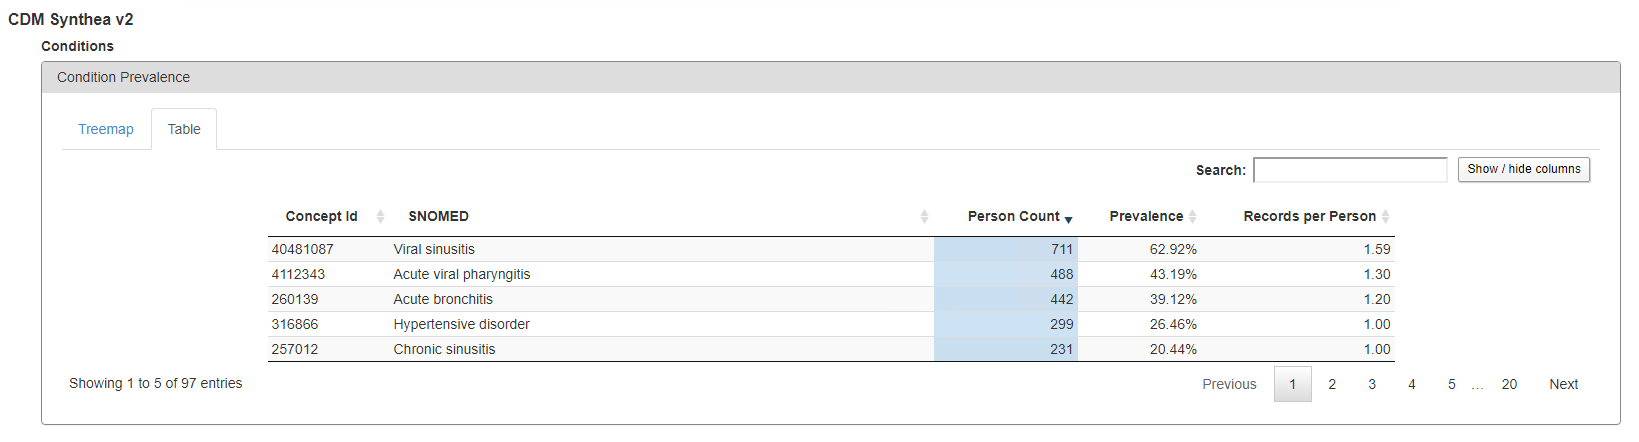 CDM Synthea v2
Conditions
Condition Prevalence
Treemap Table
Search: Show / hide columns
Concept Id SNOMED Person Count Prevalence Records per Person
40481087 Viral sinusitis 711 62.92% 1.59
4112343 Acute viral pharyngitis 488 43.19% 1.30
260139 Acute bronchitis 442 39.12% 1.20
316866 Hypertensive disorder 299 26.46% 1.00
257012 Chronic sinusitis 231 20.44% 1.00
Showing 1 to 5 of 97 entries Previous 1 2 3 4 5 … 20 Next